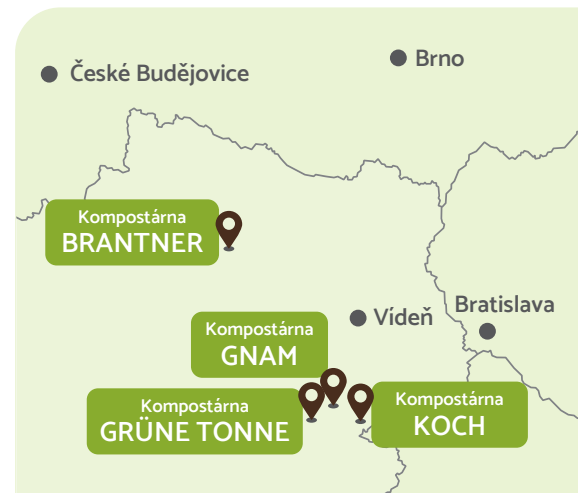 Brno
České Budějovice
Kompostárna
BRANTNER
Bratislava
Vídeň
Kompostárna
GNAM
Kompostárna
GRÜNE TONNE
Kompostárna
KOCH